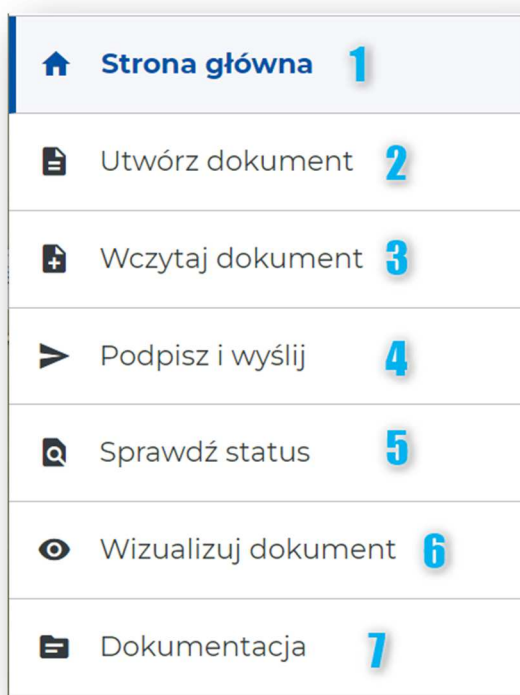 Strona główna 1
Utwórz dokument 2
Wczytaj dokument 3
Podpisz i wyślij 4
Sprawdź status 5
Wizualizuj dokument 6
Dokumentacja 7